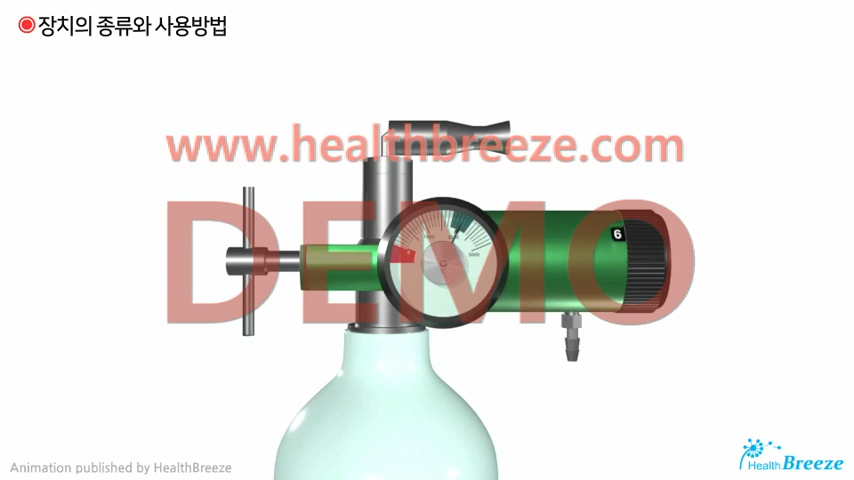 장치의 종류와 사용방법
www.healthbreeze.com
DEMO
6
Animation published by HealthBreeze
Health Breeze